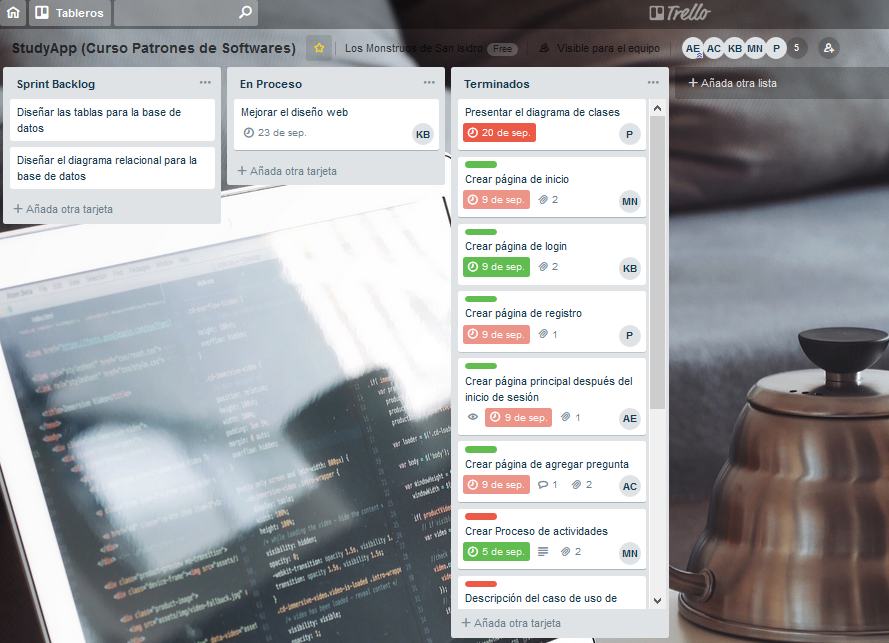 Tableros
Trello
StudyApp (Curso Patrones de Softwares)
Los Monstruos de San Isidro
Free
Visible para el equipo
AE
AC
KB
MN
P
5
Sprint Backlog
Diseñar las tablas para la base de
datos
Diseñar el diagrama relacional para la
base de datos
+ Añada otra tarjeta
En Proceso
Mejorar el diseño web
23 de sep.
KB
+ Añada otra tarjeta
Terminados
Presentar el diagrama de clases
20 de sep.
P
Crear página de inicio
9 de sep.
2
MN
Crear página de login
9 de sep.
2
KB
Crear página de registro
9 de sep.
1
P
Crear página principal después del
inicio de sesión
9 de sep.
1
AE
Crear página de agregar pregunta
9 de sep.
1
2
AC
Crear Proceso de actividades
5 de sep.
2
MN
Descripción del caso de uso de
+ Añada otra tarjeta
+ Añada otra lista